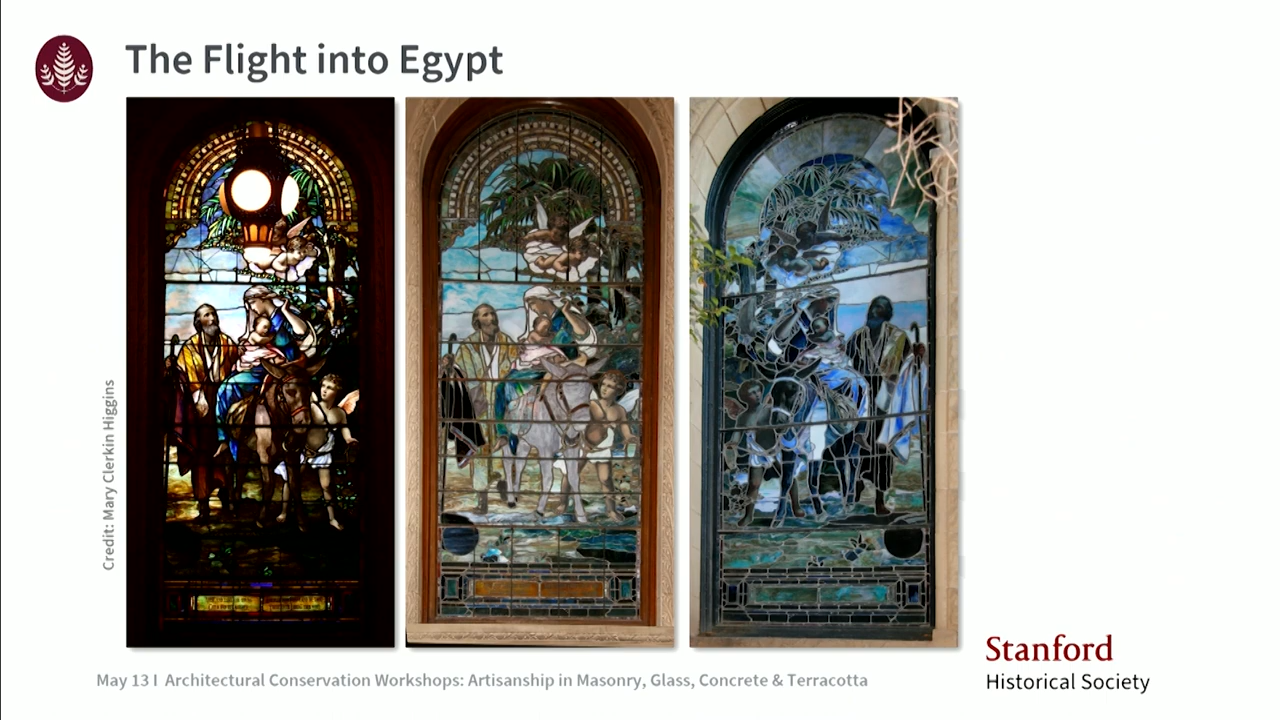 The Flight into Egypt
Credit: Mary Clerkin Higgins
May 13 I Architectural Conservation Workshops: Artisanship in Masonry, Glass, Concrete & Terracotta
Stanford
Historical Society